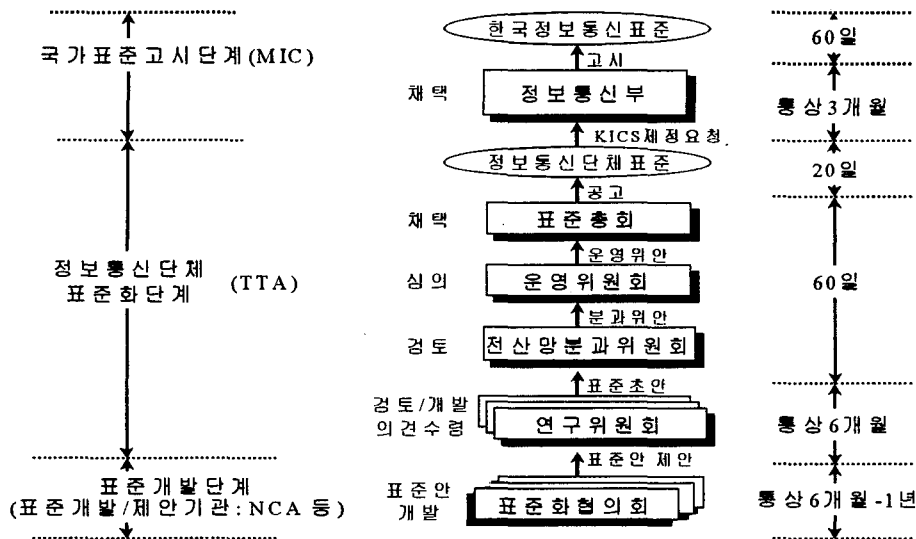 한국정보통신표준
60일
국가표준고시단계(MIC)
고시
채택
정보통신부
통상3개월
KICS제정요청
정보통신단체표준
20일
공고
채택
표준총회
운영위안
정보통신단체
표준화단계
(TTA)
심의
운영위원회
60일
분과위안
검토
전산망분과위원회
표준초안
검토/개발
의견수령
연구위원회
통상6개월
표준안 제안
표준개발단계
(표준개발/제안기관: NCA 등)
표준안
개발
표준화협의회
통상6개월-1년